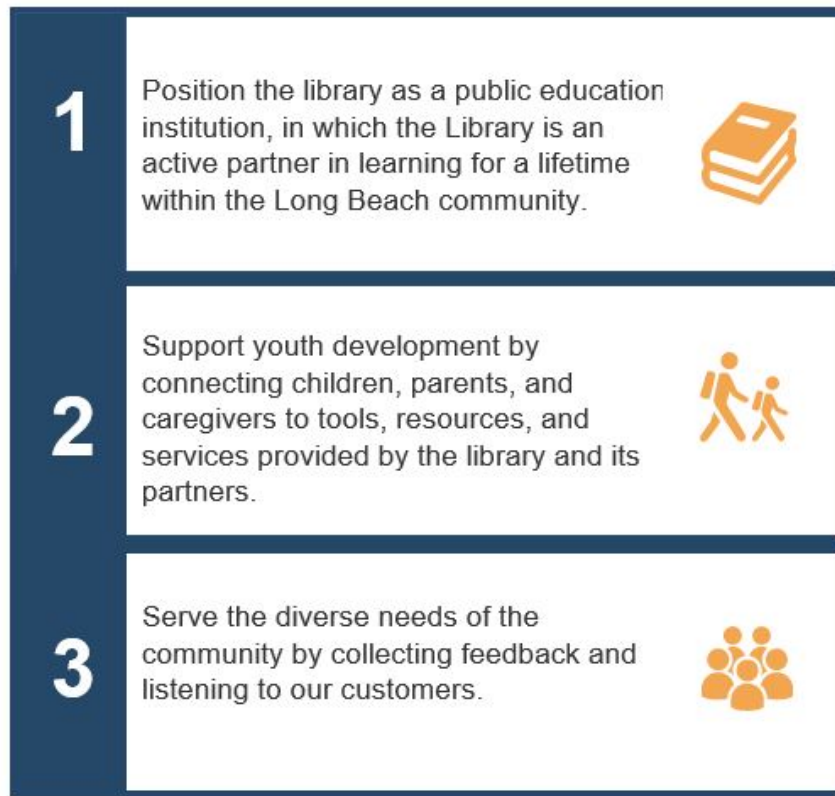 1
Position the library as a public education
institution, in which the Library is an
active partner in learning for a lifetime
within the Long Beach community.
2
Support youth development by
connecting children, parents, and
caregivers to tools, resources, and
services provided by the library and its
partners.
3
Serve the diverse needs of the
community by collecting feedback and
listening to our customers.